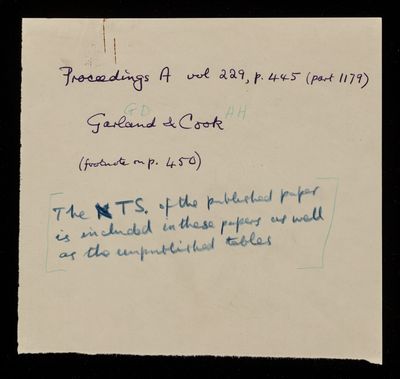 Proceedings A vol 229, p. 445 (part 1179)
GD AH
Garland & Cook
(footnote on p. 450)
[The TS. of the published paper
is included in these papers as well
as the unpublished tables]